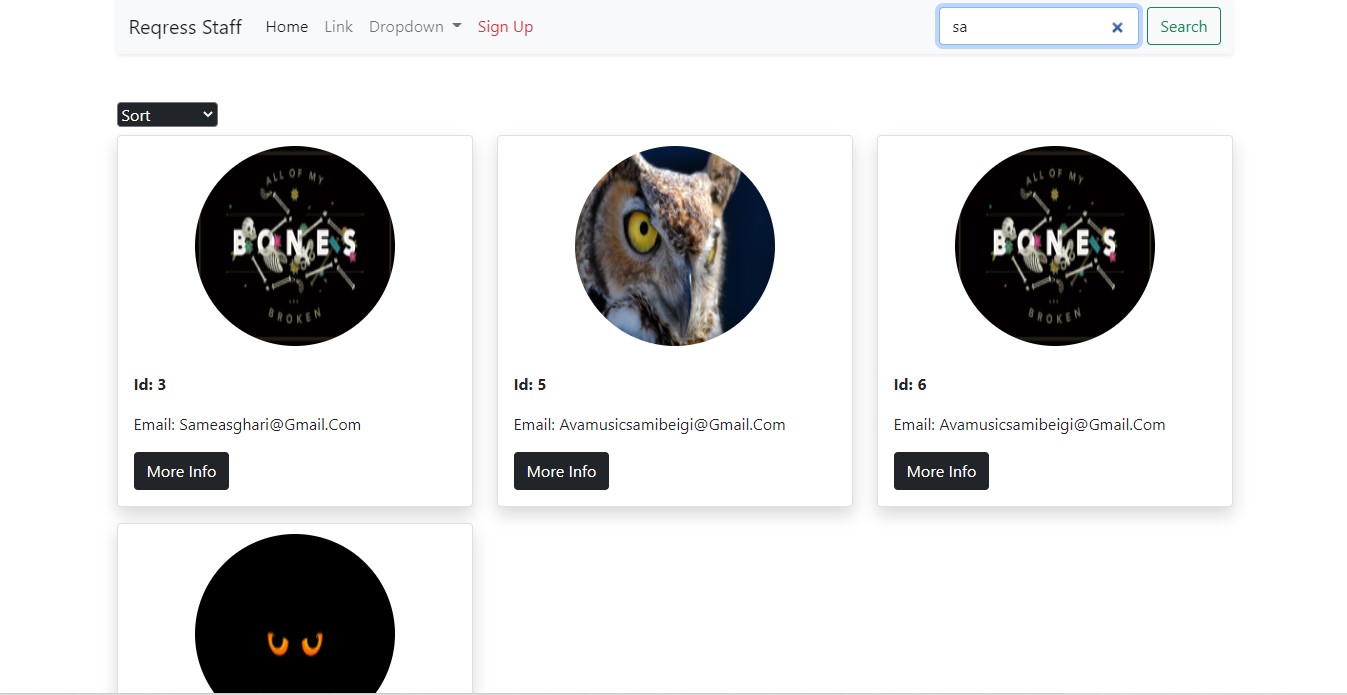 Reqress Staff Home Link Dropdown Sign Up sa Search
Sort
ALL OF MY
BONES
...
BROKEN
Id: 3
Email: Sameasghari@Gmail.Com
More Info
Id: 5
Email: Avamusicsamibeigi@Gmail.Com
More Info
ALL OF MY
BONES
...
BROKEN
Id: 6
Email: Avamusicsamibeigi@Gmail.Com
More Info